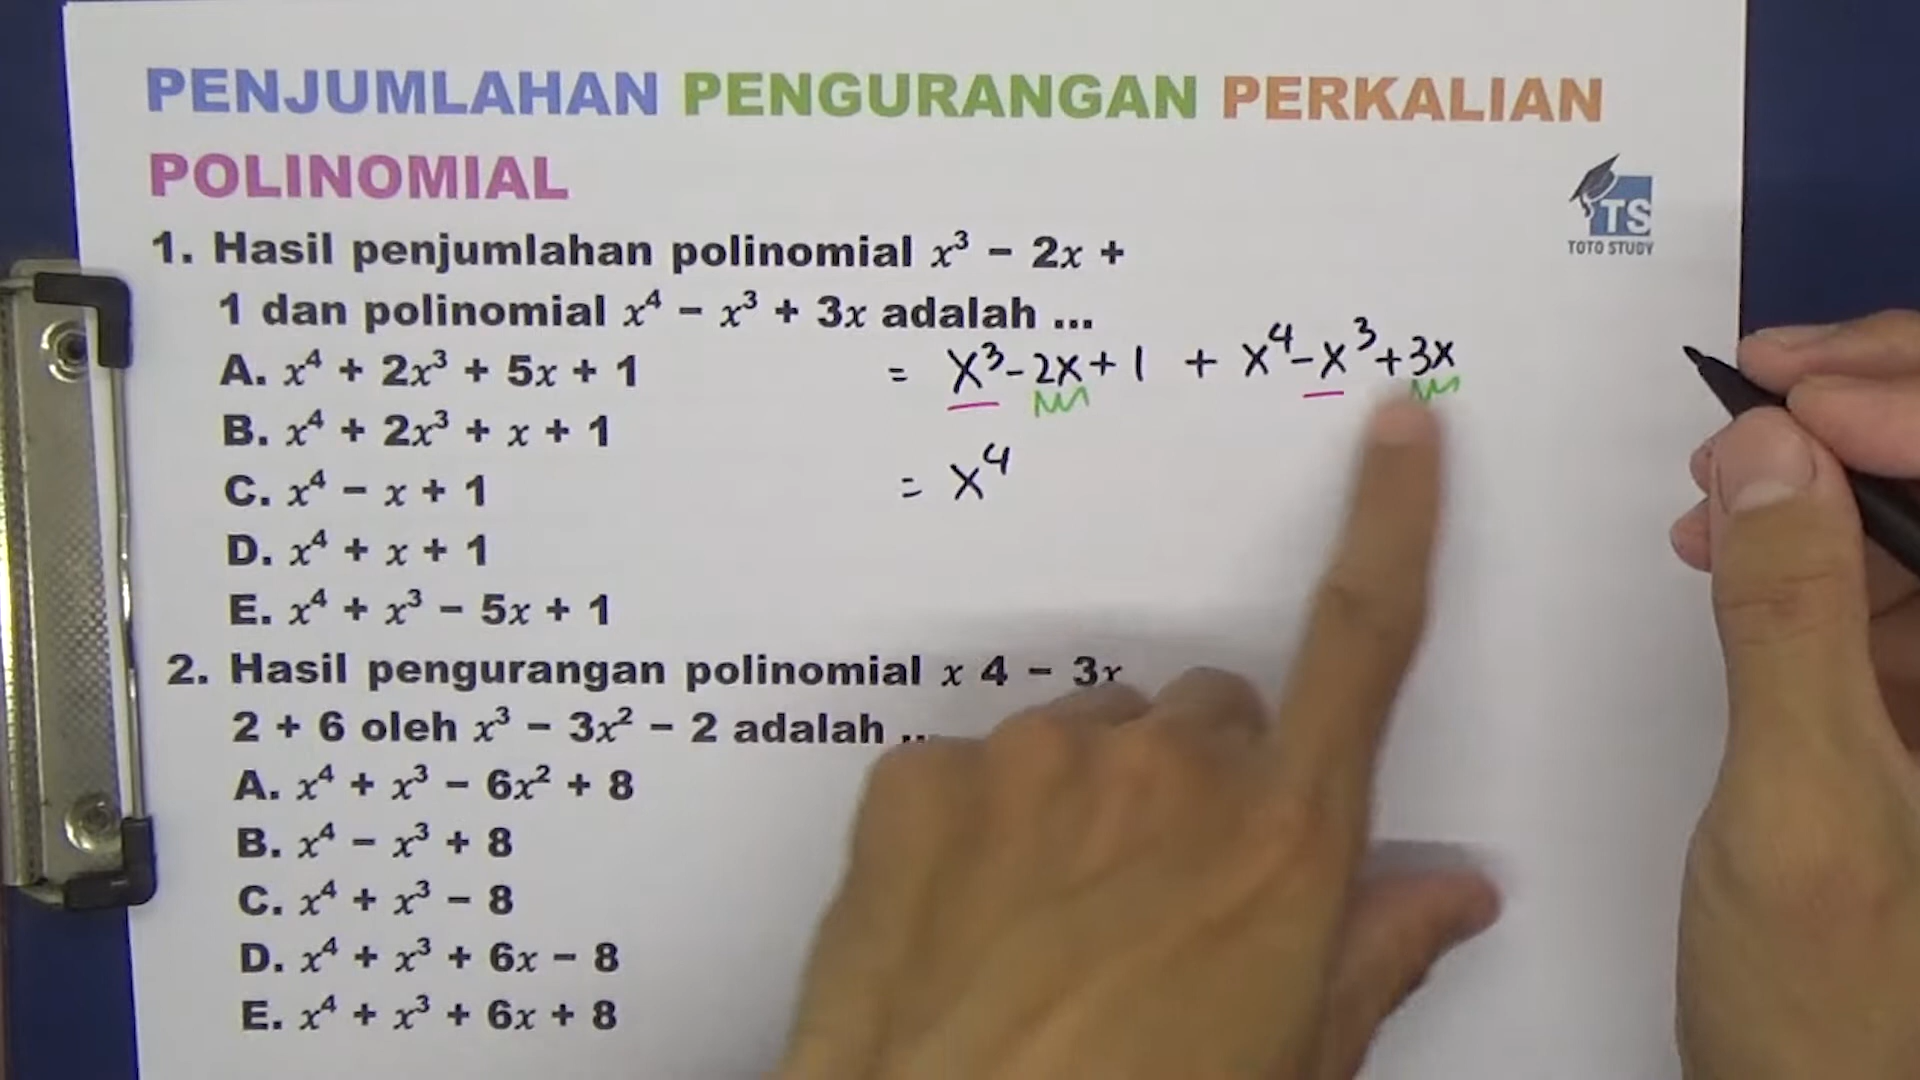 PENJUMLAHAN PENGURANGAN PERKALIAN
POLINOMIAL
TS
TOTO STUDY
1. Hasil penjumlahan polinomial x³ − 2x +
1 dan polinomial x⁴ − x³ + 3x adalah ...
A. x⁴ + 2x³ + 5x + 1
= x³ - 2x + 1 + x⁴ - x³ + 3x
B. x⁴ + 2x³ + x + 1
C. x⁴ − x + 1
= x⁴
D. x⁴ + x + 1
E. x⁴ + x³ − 5x + 1
2. Hasil pengurangan polinomial x 4 − 3x
2 + 6 oleh x³ − 3x² − 2 adalah ...
A. x⁴ + x³ − 6x² + 8
B. x⁴ − x³ + 8
C. x⁴ + x³ − 8
D. x⁴ + x³ + 6x − 8
E. x⁴ + x³ + 6x + 8